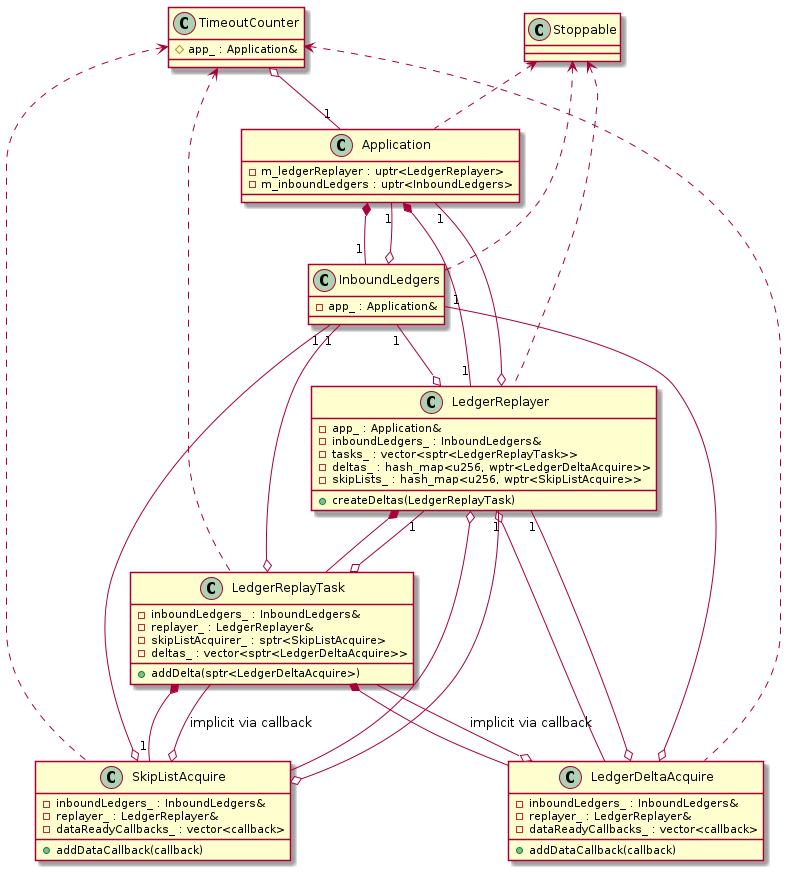 C TimeoutCounter
app_ : Application&
C Stoppable
1
C Application
m_ledgerReplayer : uptr<LedgerReplayer>
m_inboundLedgers : uptr<InboundLedgers>
1
1
1
C InboundLedgers
app_ : Application&
1
1
1
1
1
C LedgerReplayer
app_ : Application&
inboundLedgers_ : InboundLedgers&
tasks_ : vector<sptr<LedgerReplayTask>>
deltas_ : hash_map<u256, wptr<LedgerDeltaAcquire>>
skipLists_ : hash_map<u256, wptr<SkipListAcquire>>
createDeltas(LedgerReplayTask)
1
1
1
C LedgerReplayTask
inboundLedgers_ : InboundLedgers&
replayer_ : LedgerReplayer&
skipListAcquirer_ : sptr<SkipListAcquire>
deltas_ : vector<sptr<LedgerDeltaAcquire>>
addDelta(sptr<LedgerDeltaAcquire>)
implicit via callback
implicit via callback
1
C SkipListAcquire
inboundLedgers_ : InboundLedgers&
replayer_ : LedgerReplayer&
dataReadyCallbacks_ : vector<callback>
addDataCallback(callback)
C LedgerDeltaAcquire
inboundLedgers_ : InboundLedgers&
replayer_ : LedgerReplayer&
dataReadyCallbacks_ : vector<callback>
addDataCallback(callback)